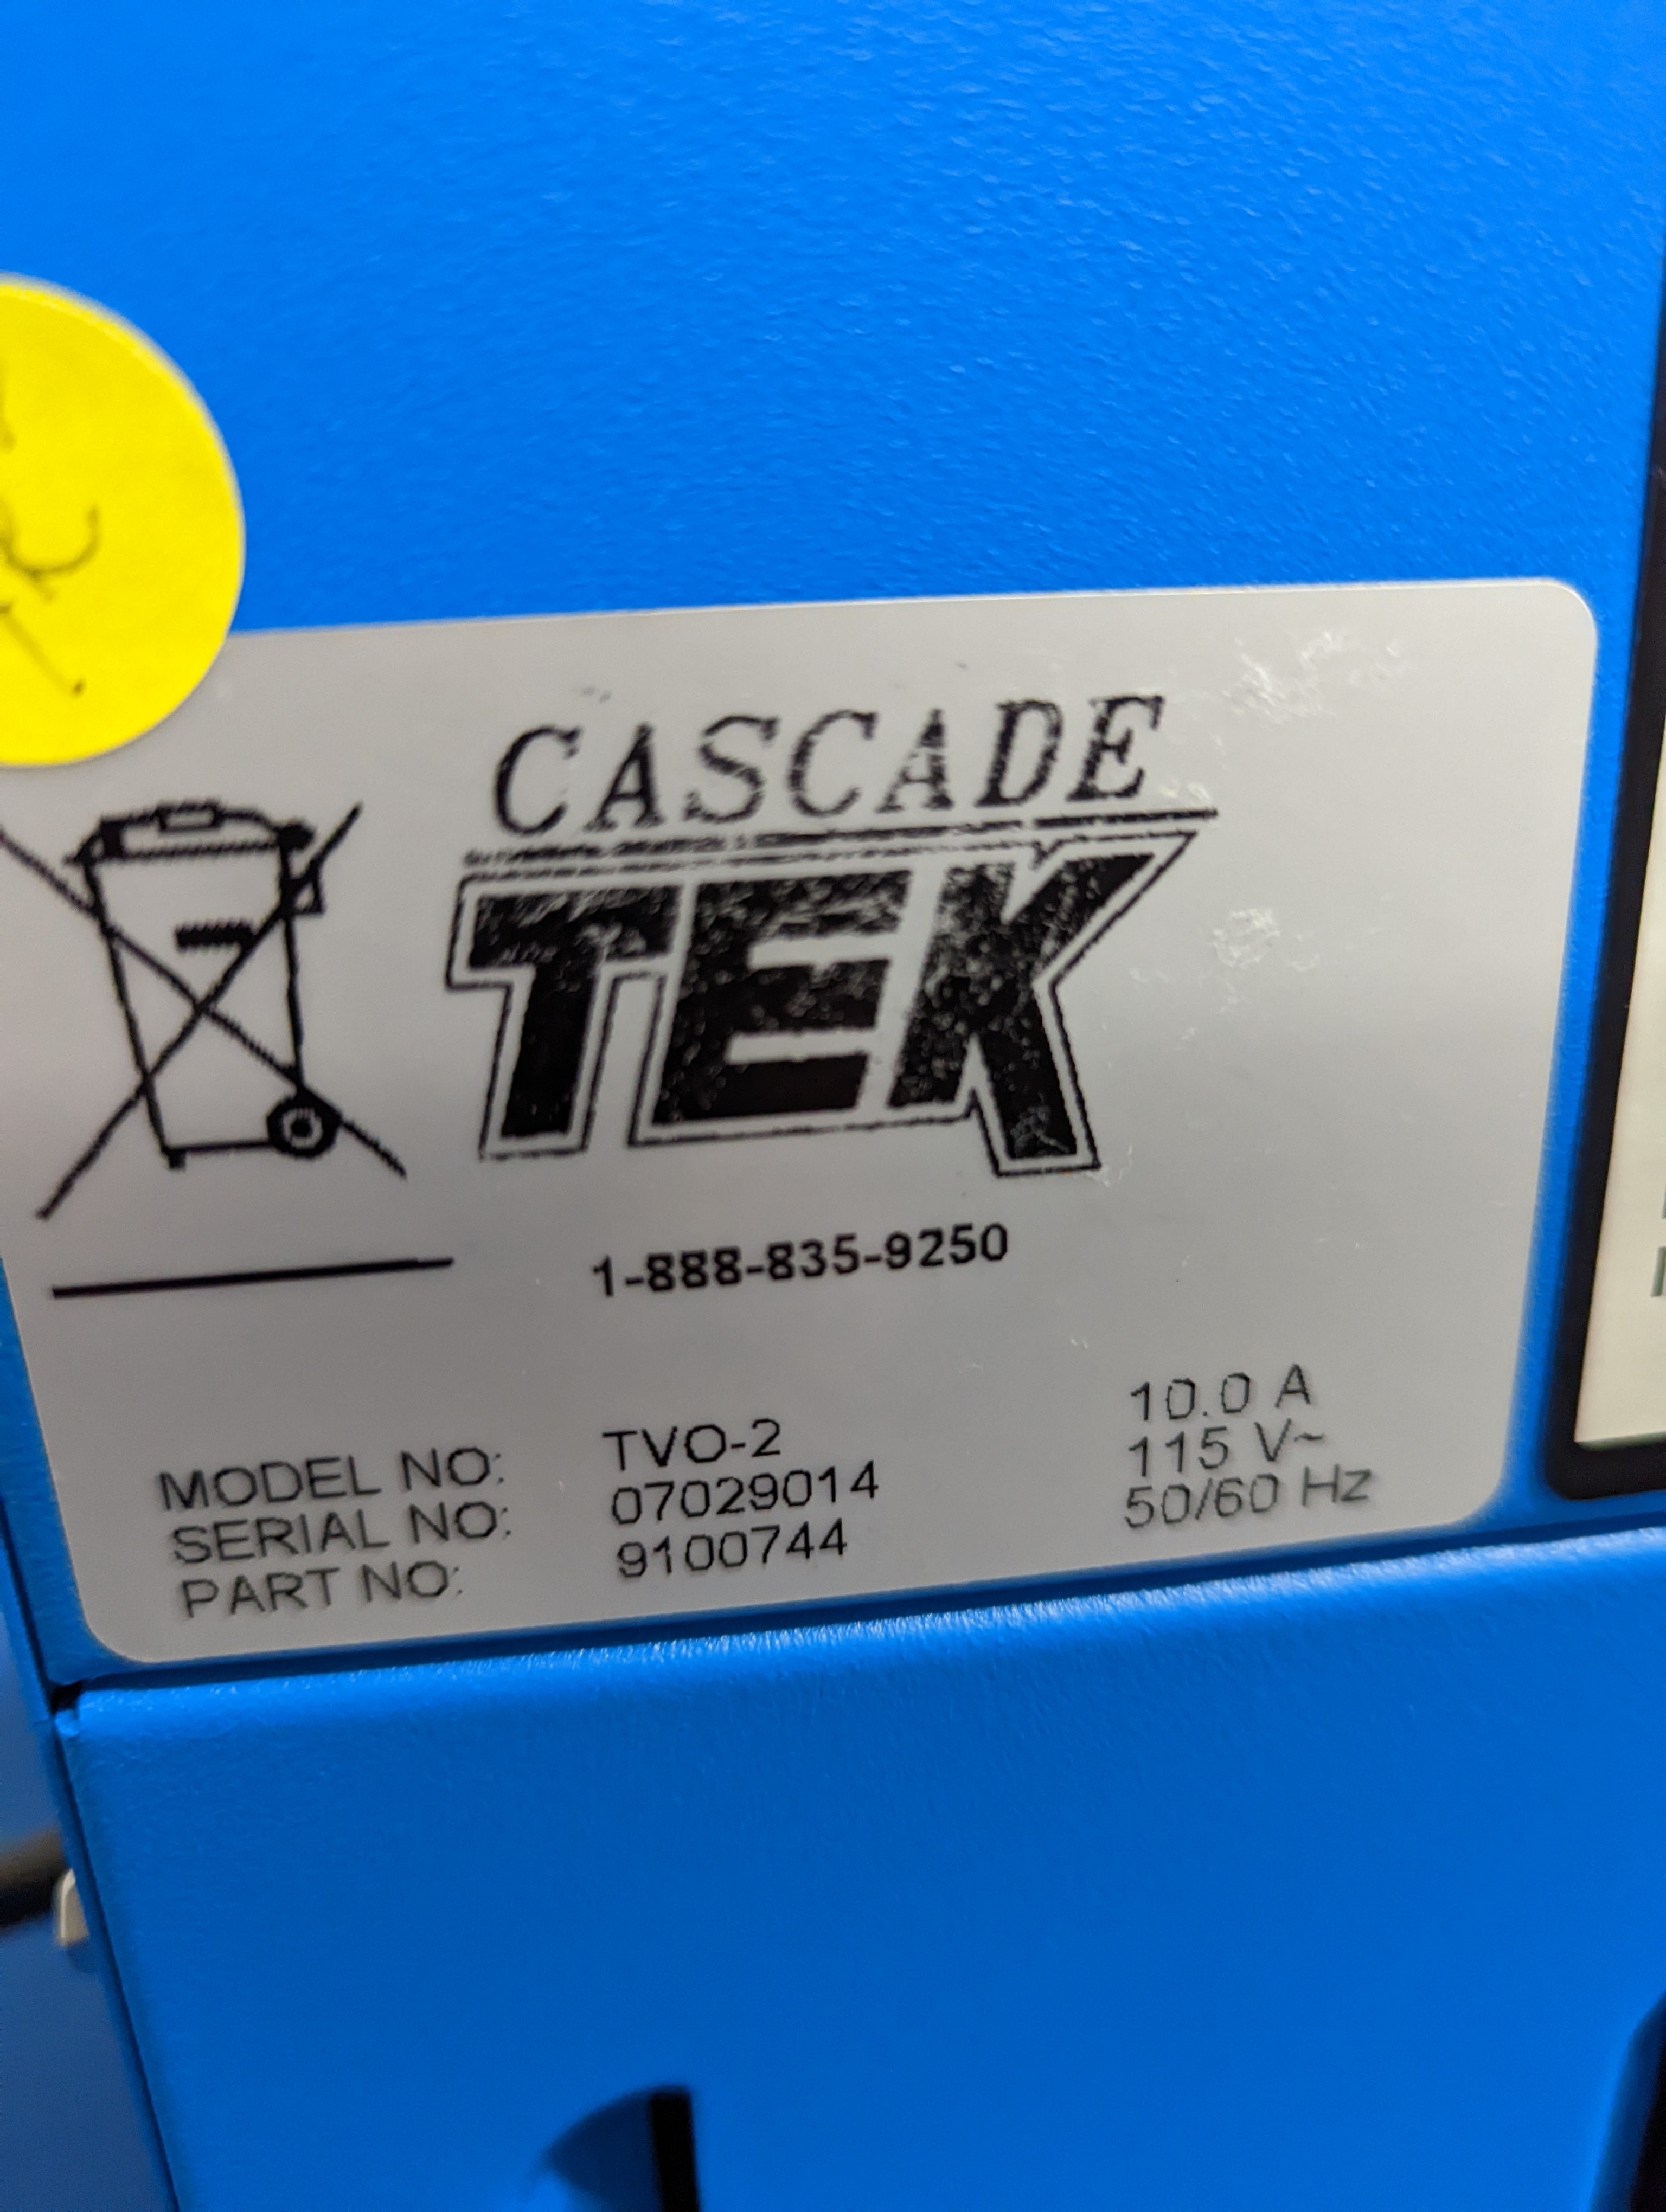 CASCADE
TEK
1-888-835-9250
MODEL NO: TVO-2
SERIAL NO: 07029014
PART NO: 9100744
10.0 A
115 V~
50/60 Hz